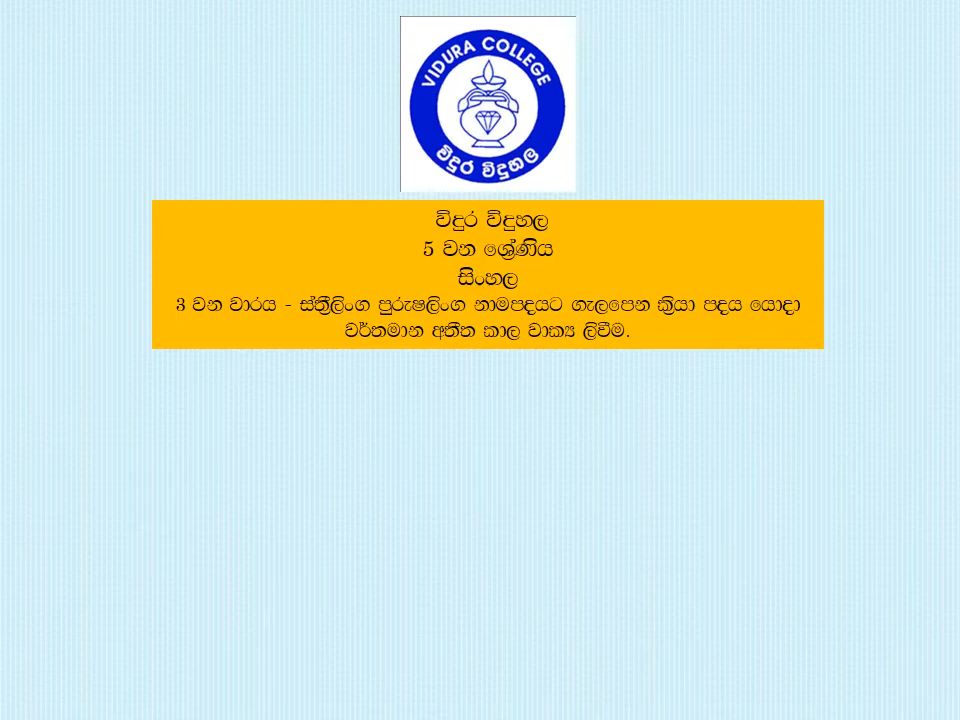 VIDURA COLLEGE
විදුර විදුහල
විදුර විදුහල
5 වන ශ්‍රේණිය
සිංහල
3 වන වාරය - ස්ත්‍රීලිංග පුරුෂලිංග නාමපදයට ගැලපෙන ක්‍රියා පදය යොදා
වර්තමාන අතීත කාල වාක්‍ය ලිවීම.